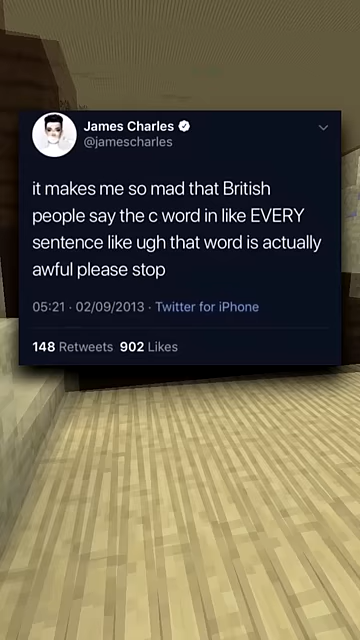 James Charles
@jamescharles
it makes me so mad that British
people say the c word in like EVERY
sentence like ugh that word is actually
awful please stop
05:21 · 02/09/2013 · Twitter for iPhone
148 Retweets 902 Likes